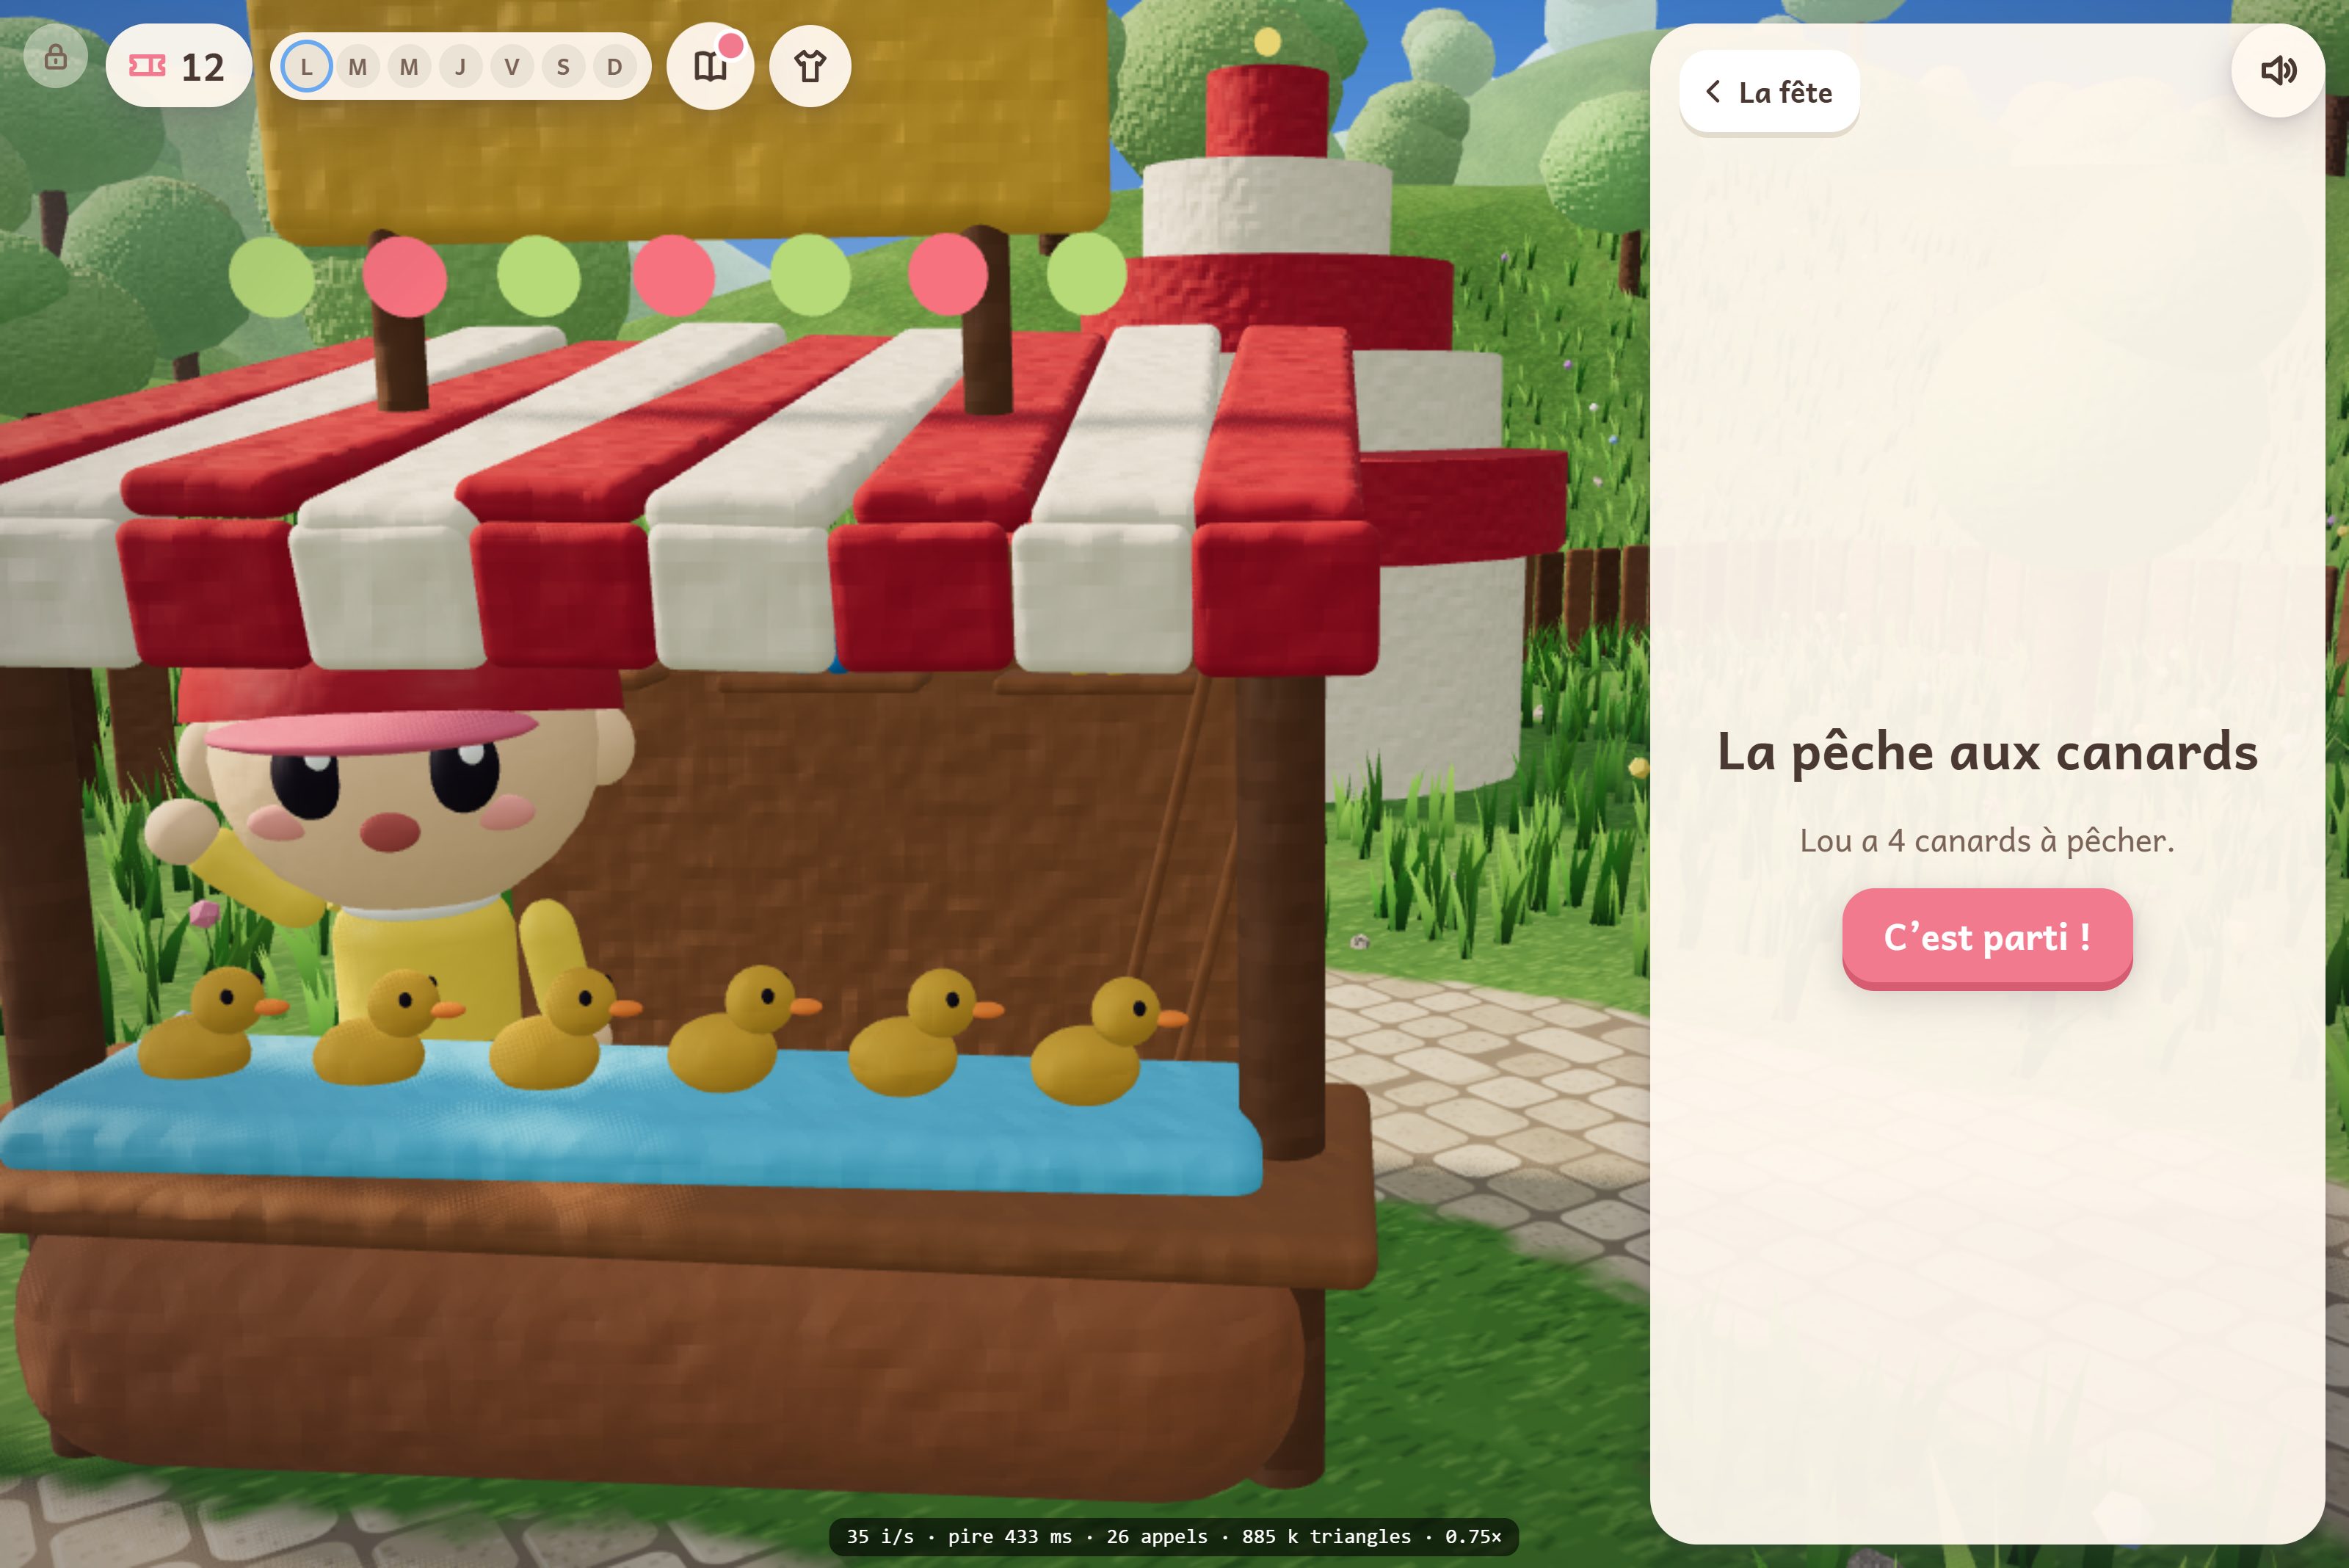 12
L M M J V S D
La fête
La pêche aux canards
Lou a 4 canards à pêcher.
C’est parti !
35 i/s · pire 433 ms · 26 appels · 885 k triangles · 0.75×